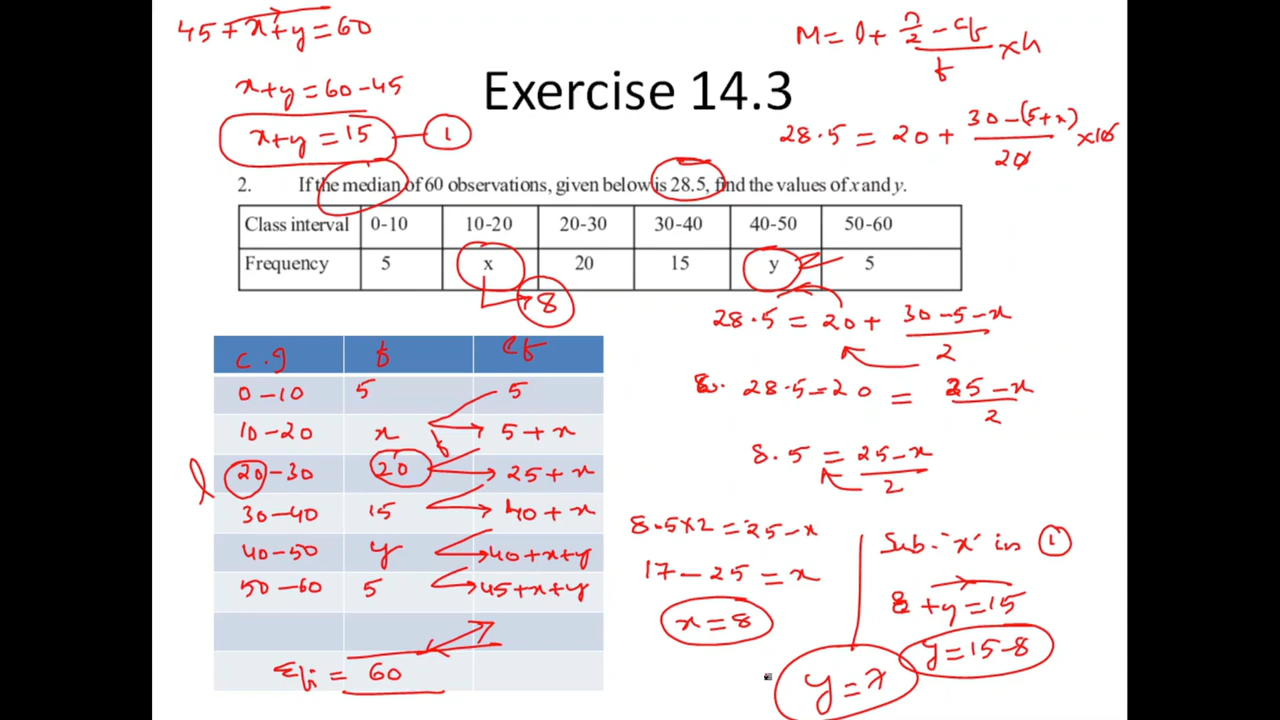 45+x+y=60
x+y=60-45
x+y=15 — 1
Exercise 14.3
M= l+ n/2 - cf / f ×h
28.5 = 20 + 30-(5+x) / 20 ×10
2. If the median of 60 observations, given below is 28.5, find the values of x and y.
Class interval 0-10 10-20 20-30 30-40 40-50 50-60
Frequency 5 x 20 15 y 5
8
28.5 = 20 + 30-5-x / 2
28.5-20 = 25-x / 2
8.5 = 25-x / 2
8.5×2 = 25-x
17-25 = x
x=8
Sub. 'x' in 1
8+y=15
y=15-8
y=7
C.I f cf
0-10 5 5
10-20 x 5+x
l 20-30 20 f 25+x
30-40 15 40+x
40-50 y 40+x+y
50-60 5 45+x+y
Σfi = 60